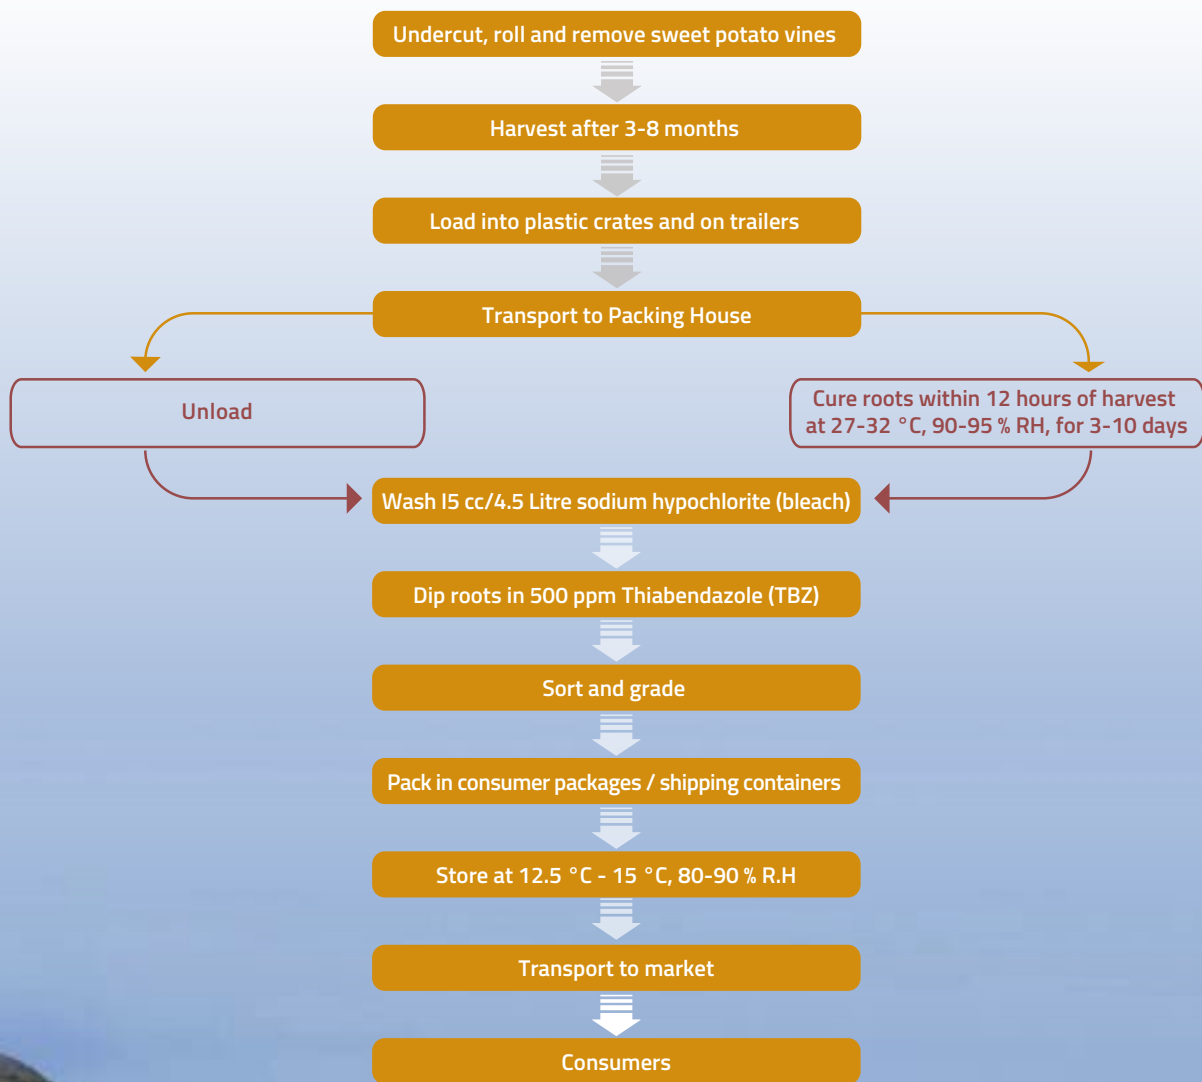 Undercut, roll and remove sweet potato vines
Harvest after 3-8 months
Load into plastic crates and on trailers
Transport to Packing House
Unload
Cure roots within 12 hours of harvest
at 27-32 °C, 90-95 % RH, for 3-10 days
Wash I5 cc/4.5 Litre sodium hypochlorite (bleach)
Dip roots in 500 ppm Thiabendazole (TBZ)
Sort and grade
Pack in consumer packages / shipping containers
Store at 12.5 °C - 15 °C, 80-90 % R.H
Transport to market
Consumers